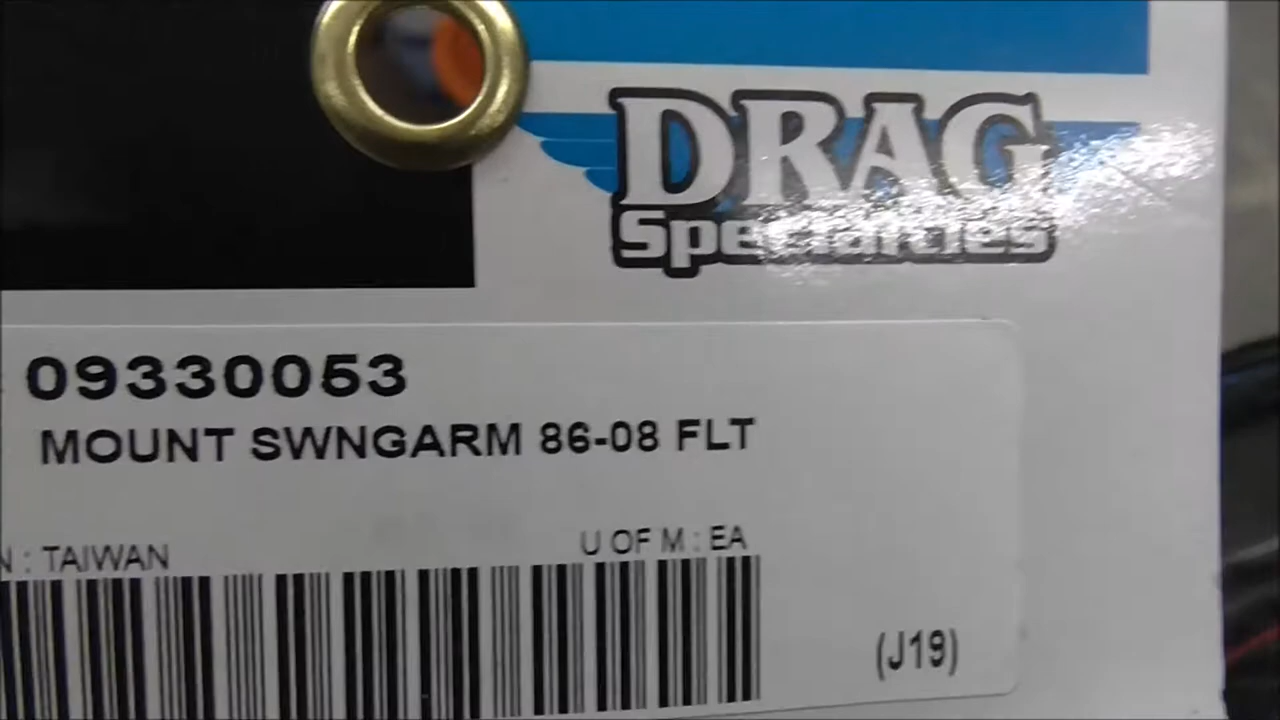 DRAG
Specialties
09330053
MOUNT SWNGARM 86-08 FLT
N : TAIWAN
U OF M : EA
(J19)